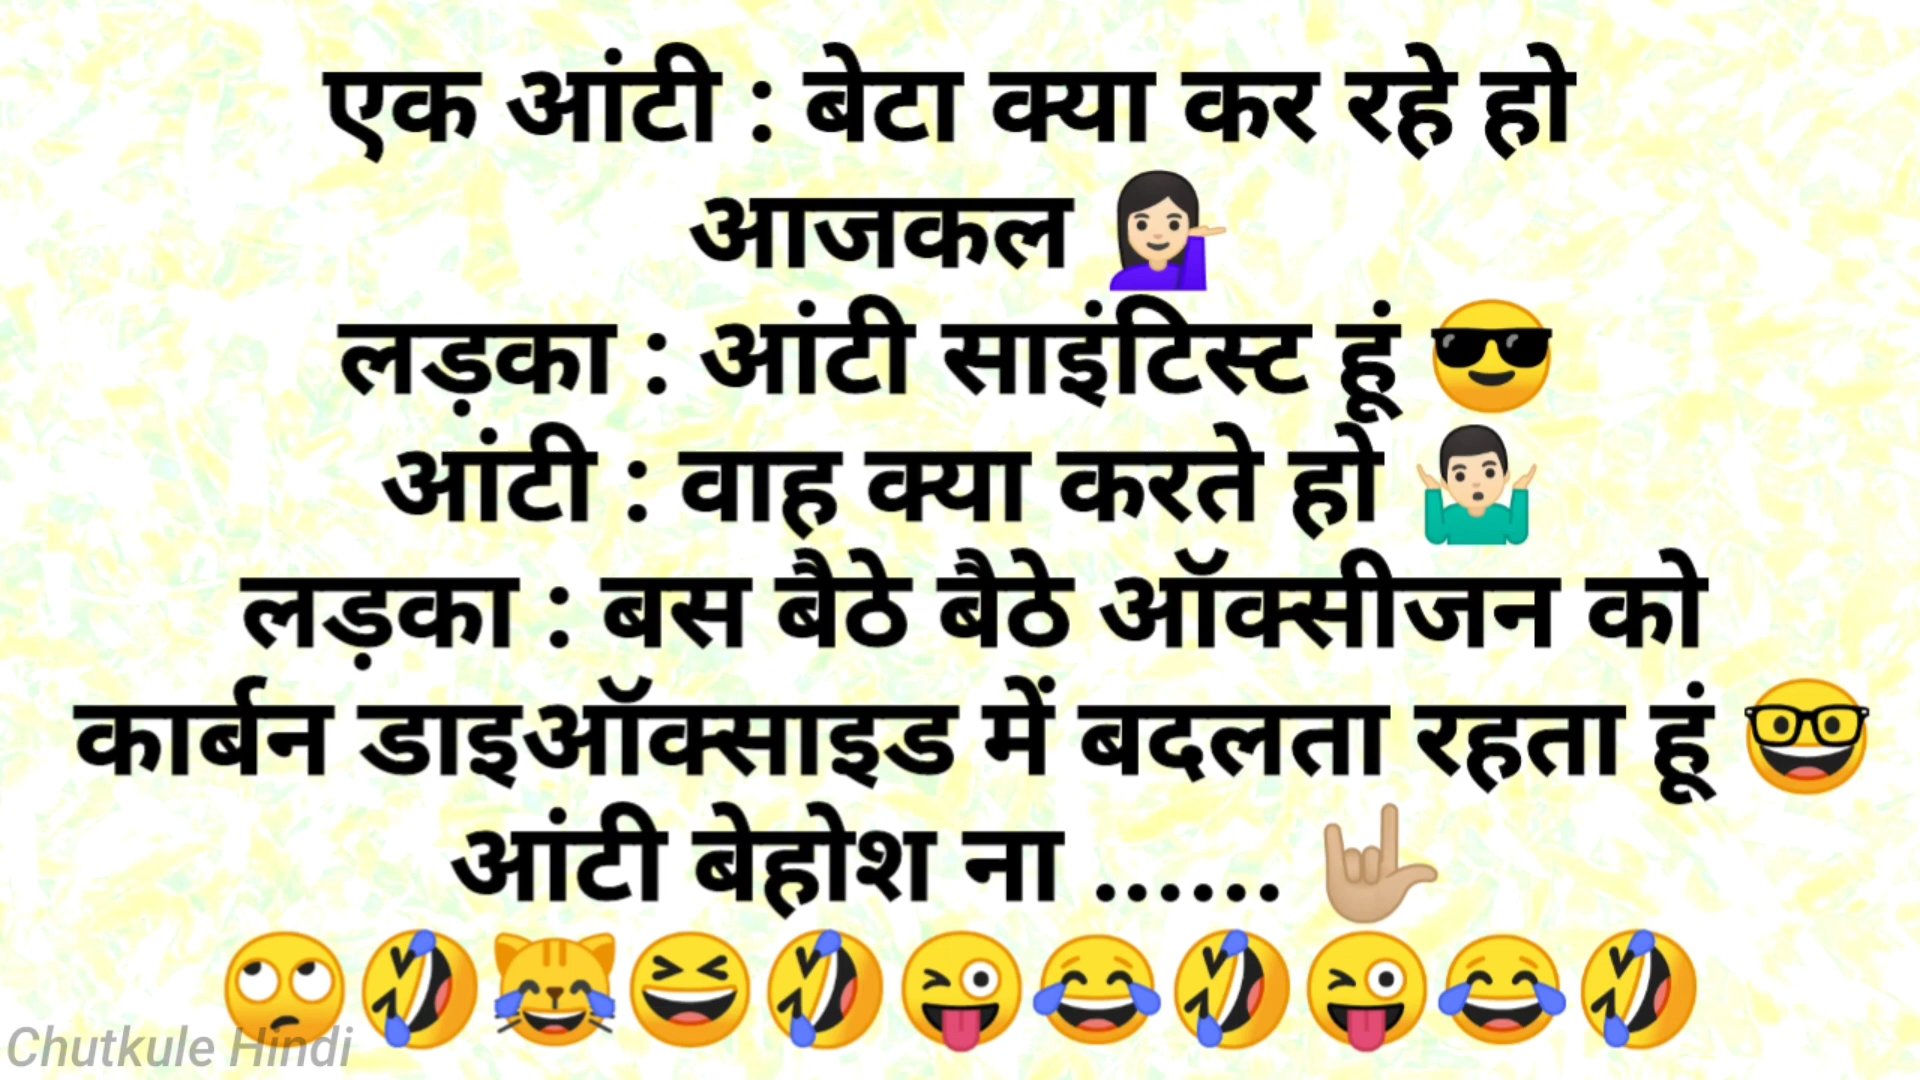 एक आंटी : बेटा क्या कर रहे हो
आजकल 💁🏻‍♀️
लड़का : आंटी साइंटिस्ट हूं 😎
आंटी : वाह क्या करते हो 🤷🏻‍♂️
लड़का : बस बैठे बैठे ऑक्सीजन को
कार्बन डाइऑक्साइड में बदलता रहता हूं 🤓
आंटी बेहोश ना ...... 🤟🏼
🙄🤣😹😆🤣😜😂🤣😜😂🤣
Chutkule Hindi